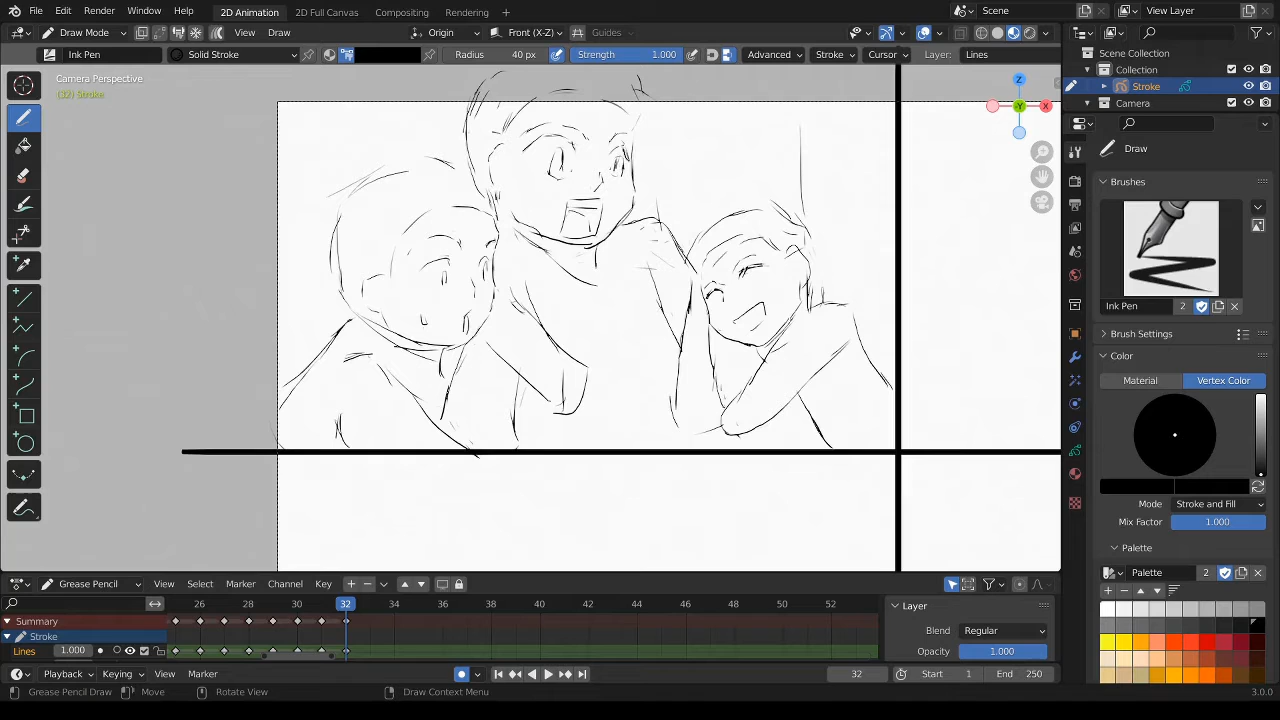 File Edit Render Window Help 2D Animation 2D Full Canvas Compositing Rendering + Scene View Layer
Draw Mode View Draw Origin Front (X-Z) Guides
Ink Pen Solid Stroke Radius 40 px Strength 1.000 Advanced Stroke Cursor Layer: Lines
Scene Collection
Collection
Stroke
Camera
Camera Perspective
(32) Stroke
Z
Y
X
Draw
Brushes
Ink Pen 2
Brush Settings
Color
Material Vertex Color
Mode Stroke and Fill
Mix Factor 1.000
Palette
Palette 2
Grease Pencil View Select Marker Channel Key
26 28 30 32 34 36 38 40 42 44 46 48 50 52
Summary
Stroke
Lines 1.000
Layer
Blend Regular
Opacity 1.000
Playback Keying View Marker 32 Start 1 End 250
Grease Pencil Draw Move Rotate View Draw Context Menu 3.0.0